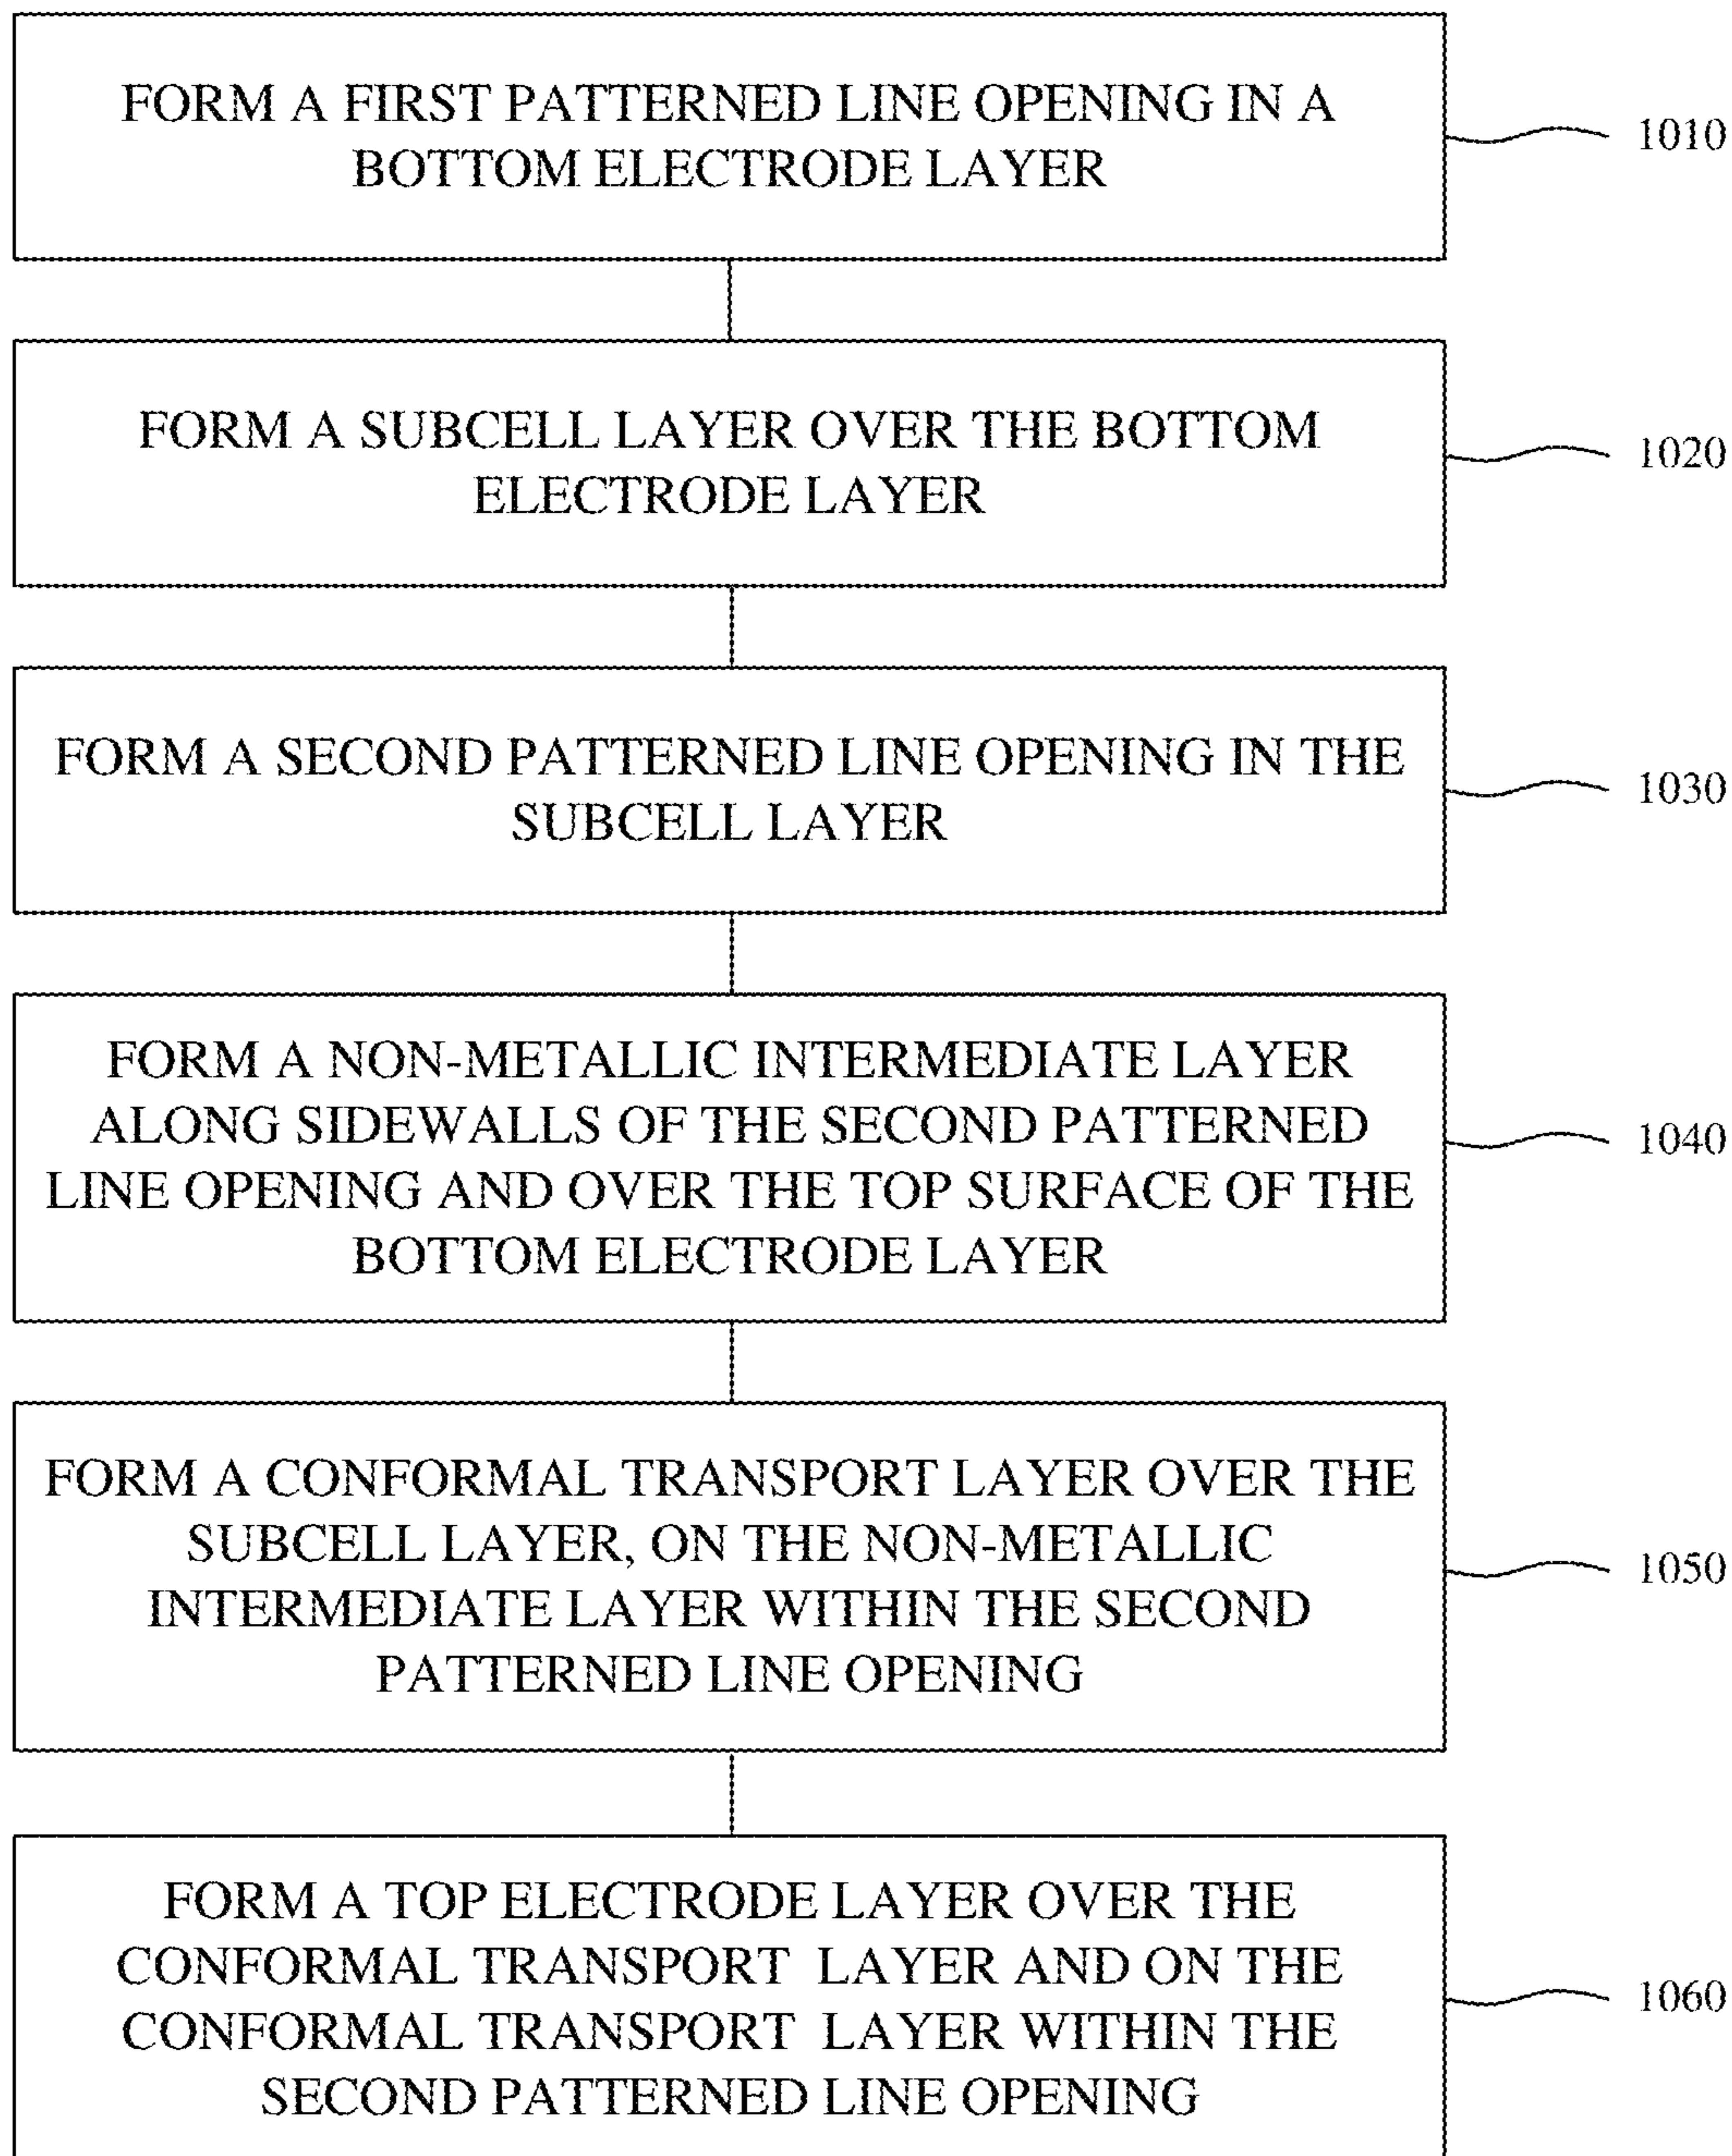 FORM A FIRST PATTERNED LINE OPENING IN A
BOTTOM ELECTRODE LAYER
1010
FORM A SUBCELL LAYER OVER THE BOTTOM
ELECTRODE LAYER
1020
FORM A SECOND PATTERNED LINE OPENING IN THE
SUBCELL LAYER
1030
FORM A NON-METALLIC INTERMEDIATE LAYER
ALONG SIDEWALLS OF THE SECOND PATTERNED
LINE OPENING AND OVER THE TOP SURFACE OF THE
BOTTOM ELECTRODE LAYER
1040
FORM A CONFORMAL TRANSPORT LAYER OVER THE
SUBCELL LAYER, ON THE NON-METALLIC
INTERMEDIATE LAYER WITHIN THE SECOND
PATTERNED LINE OPENING
1050
FORM A TOP ELECTRODE LAYER OVER THE
CONFORMAL TRANSPORT LAYER AND ON THE
CONFORMAL TRANSPORT LAYER WITHIN THE
SECOND PATTERNED LINE OPENING
1060